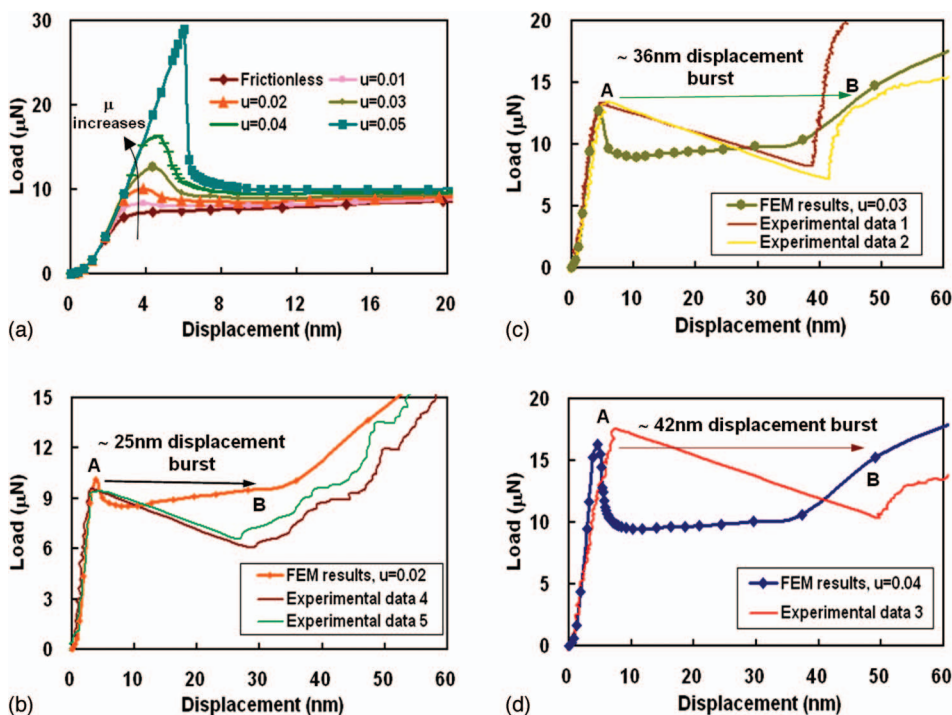 30
20
10
0
Load (μN)
μ
increases
Frictionless
u=0.01
u=0.02
u=0.03
u=0.04
u=0.05
0 4 8 12 16 20
Displacement (nm)
(a)
15
12
9
6
3
0
Load (μN)
~ 25nm displacement
burst
A
B
FEM results, u=0.02
Experimental data 4
Experimental data 5
0 10 20 30 40 50 60
Displacement (nm)
(b)
20
15
10
5
0
Load (μN)
~ 36nm displacement
burst
A
B
FEM results, u=0.03
Experimental data 1
Experimental data 2
0 10 20 30 40 50 60
Displacement (nm)
(c)
20
15
10
5
0
Load (μN)
A
~ 42nm displacement burst
B
FEM results, u=0.04
Experimental data 3
0 10 20 30 40 50 60
Displacement (nm)
(d)